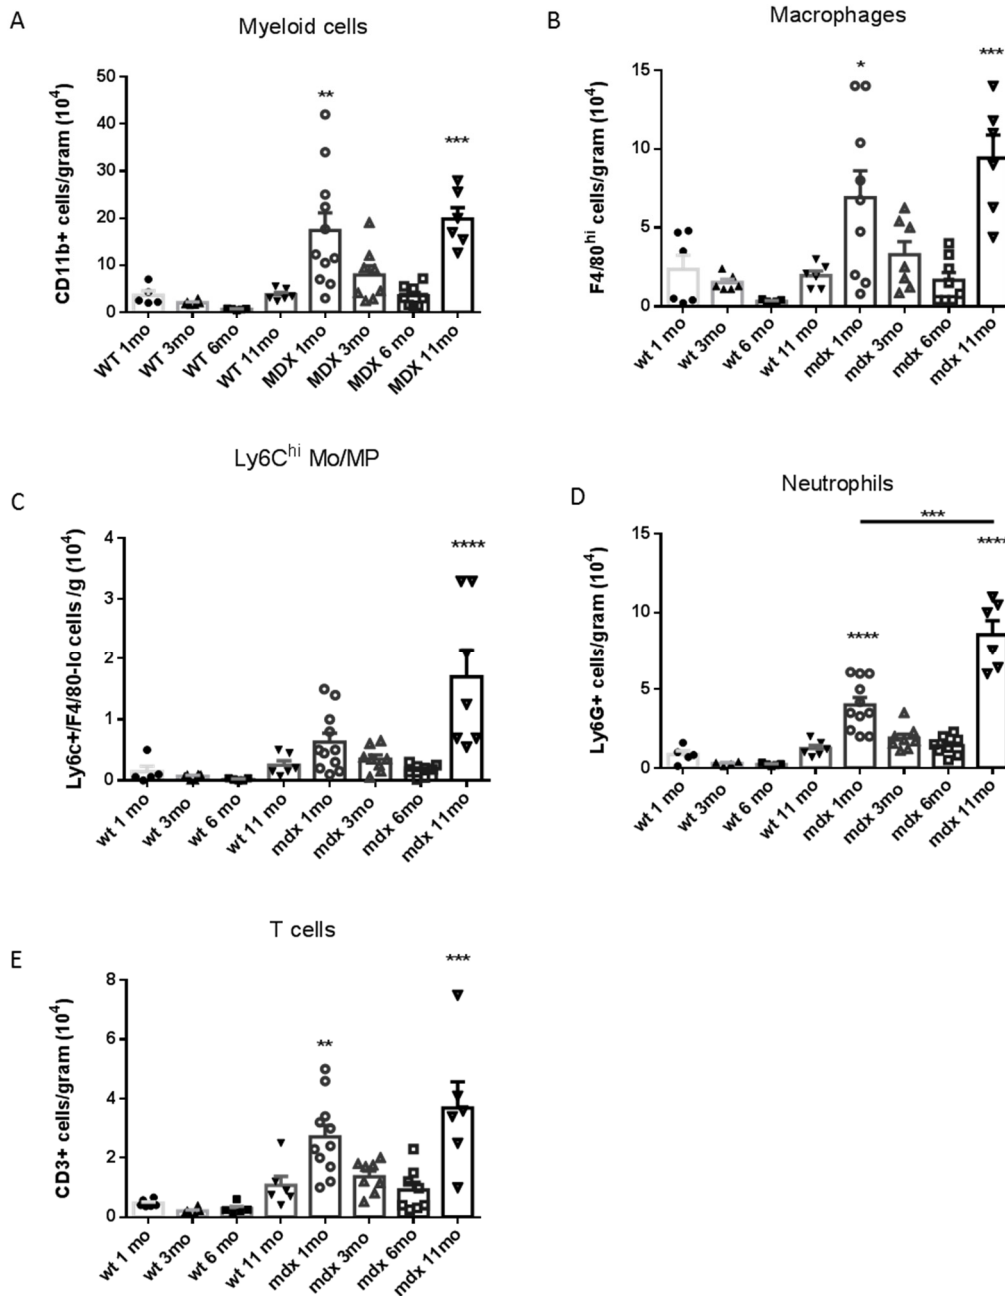 A
Myeloid cells
CD11b+ cells/gram (10⁴)
50
40
30
20
10
0
**
***
WT 1mo
WT 3mo
WT 6mo
WT 11mo
MDX 1mo
MDX 3mo
MDX 6 mo
MDX 11mo
B
Macrophages
F4/80ʰⁱ cells/gram (10⁴)
15
10
5
0
*
***
wt 1 mo
wt 3mo
wt 6 mo
wt 11 mo
mdx 1mo
mdx 3mo
mdx 6mo
mdx 11mo
Ly6Cʰⁱ Mo/MP
C
Ly6c+/F4/80-lo cells /g (10⁴)
4
3
2
1
0
****
wt 1 mo
wt 3mo
wt 6 mo
wt 11 mo
mdx 1mo
mdx 3mo
mdx 6mo
mdx 11mo
Neutrophils
D
Ly6G+ cells/gram (10⁴)
15
10
5
0
***
****
****
wt 1 mo
wt 3mo
wt 6 mo
wt 11 mo
mdx 1mo
mdx 3mo
mdx 6mo
mdx 11mo
T cells
E
CD3+ cells/gram (10⁴)
8
6
4
2
0
**
***
wt 1 mo
wt 3mo
wt 6 mo
wt 11 mo
mdx 1mo
mdx 3mo
mdx 6mo
mdx 11mo